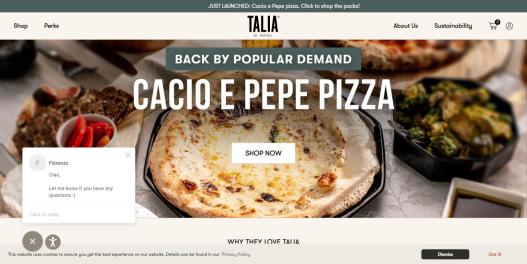 JUST LAUNCHED: Cacio e Pepe pizza. Click to shop the packs!
Shop
Perks
TALIA
DI NAPOLI
About Us
Sustainability
0
BACK BY POPULAR DEMAND
CACIO E PEPE PIZZA
SHOP NOW
F
Fiorenzo
Ciao,
Let me know if you have any
questions :)
Click to reply
WHY THEY LOVE TALIA
This website uses cookies to ensure you get the best experience on our website. Details can be found in our Privacy Policy
Dismiss
Got it!